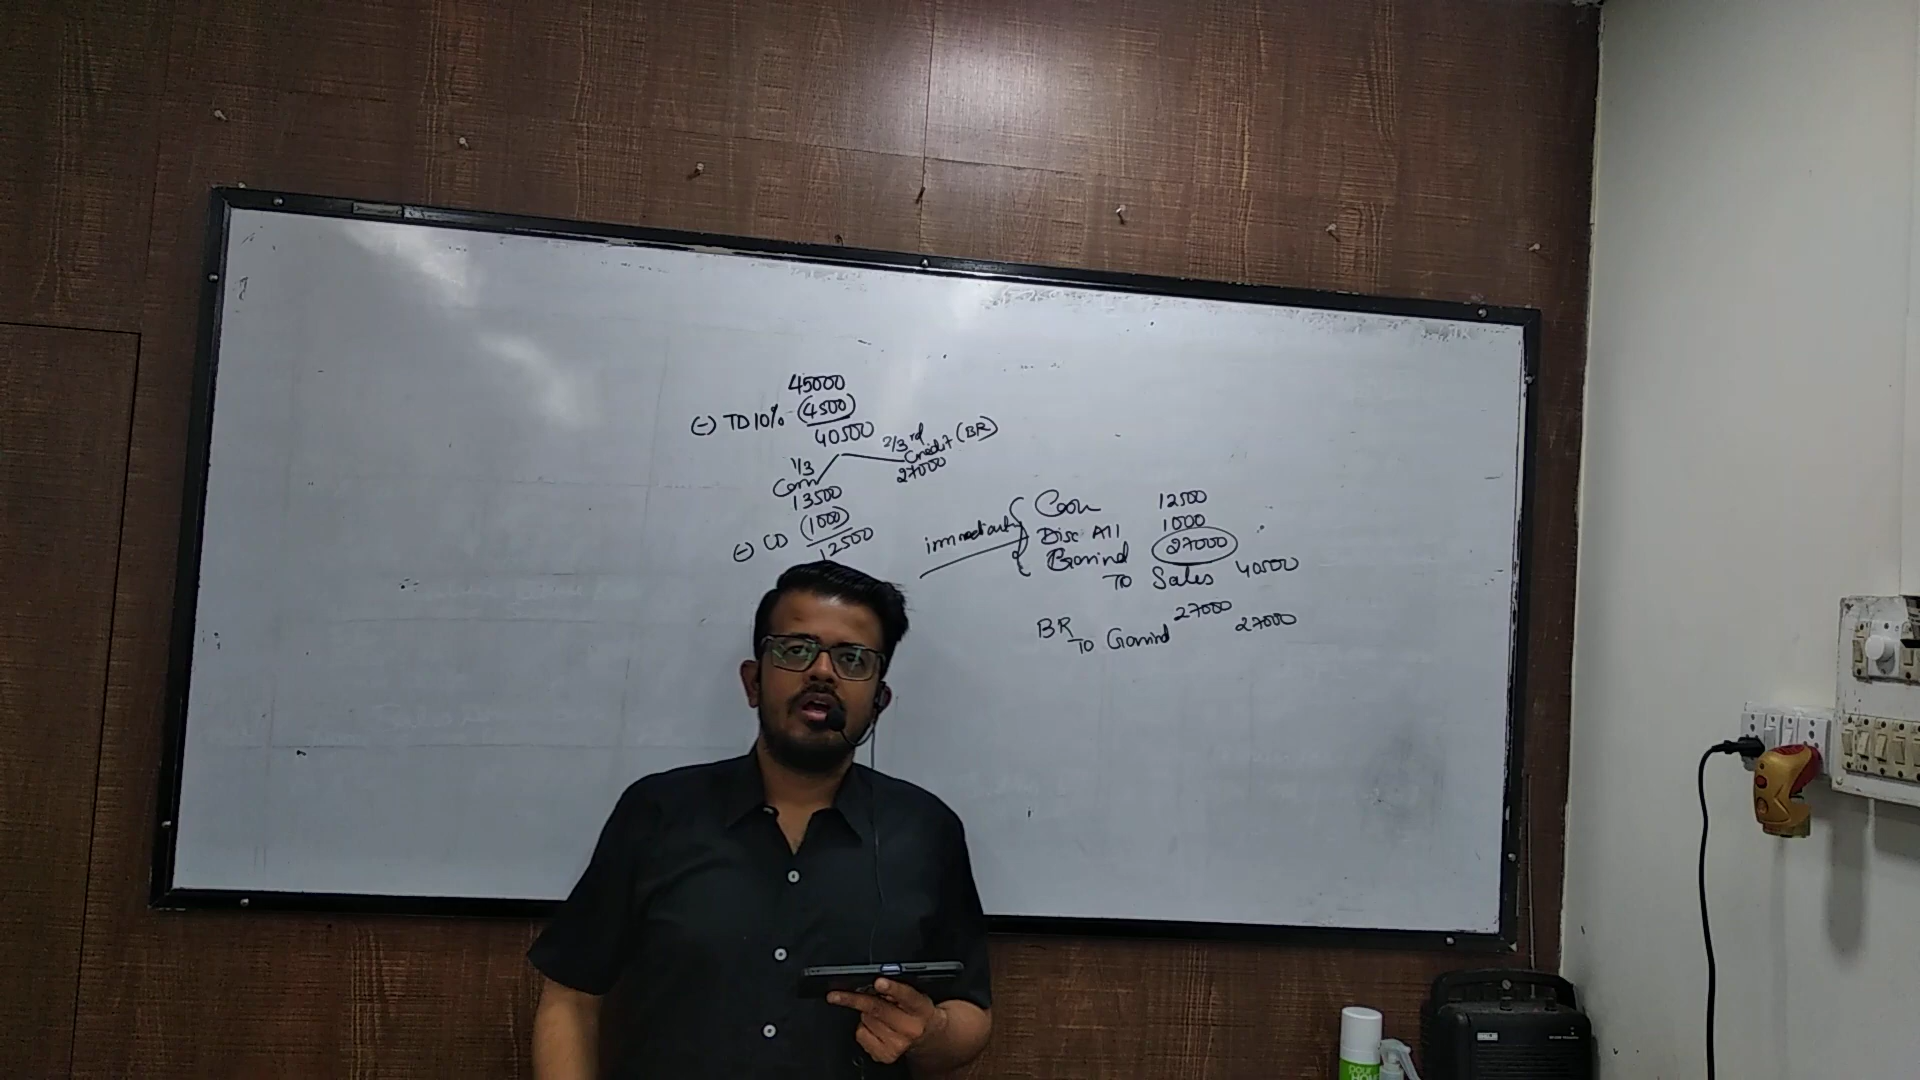 45000
(-) TD 10% (4500)
40500
1/3
Cash
13500
2/3rd
Credit (BR)
27000
(-) CD (1000)
12500
immediately
Cash 12500
Disc All 1000
Govind 27000
To Sales 40500
BR 27000
To Govind 27000